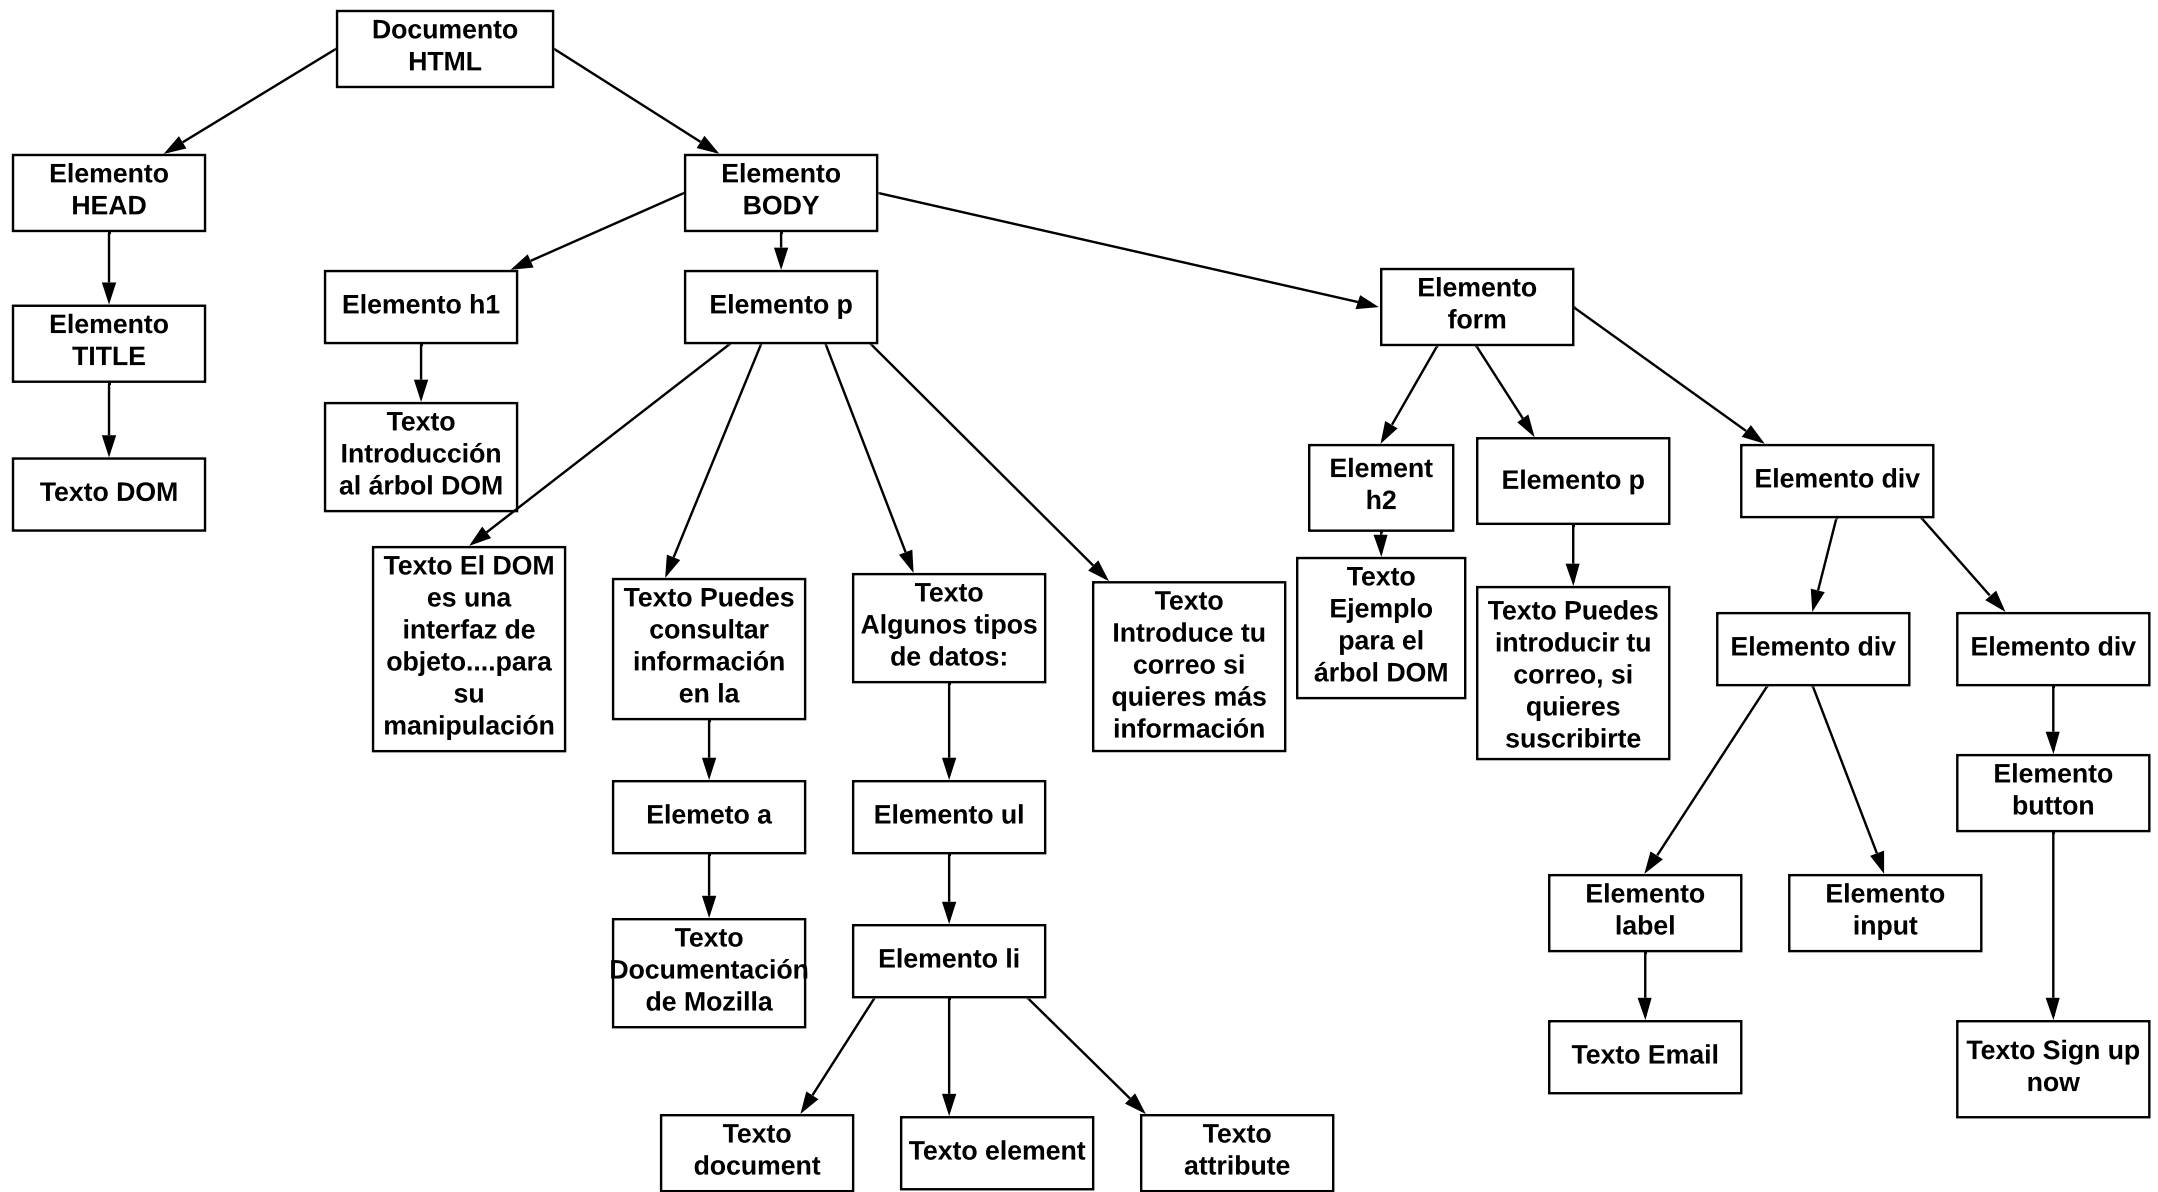 Documento
HTML
Elemento
HEAD
Elemento
BODY
Elemento h1
Elemento p
Elemento
form
Elemento
TITLE
Texto
Introducción
al árbol DOM
Element
h2
Elemento p
Elemento div
Texto DOM
Texto El DOM
es una
interfaz de
objeto....para
su
manipulación
Texto Puedes
consultar
información
en la
Texto
Algunos tipos
de datos:
Texto
Introduce tu
correo si
quieres más
información
Texto
Ejemplo
para el
árbol DOM
Texto Puedes
introducir tu
correo, si
quieres
suscribirte
Elemento div
Elemento div
Elemeto a
Elemento ul
Elemento
button
Elemento
label
Elemento
input
Texto
Documentación
de Mozilla
Elemento li
Texto Email
Texto Sign up
now
Texto
document
Texto element
Texto
attribute